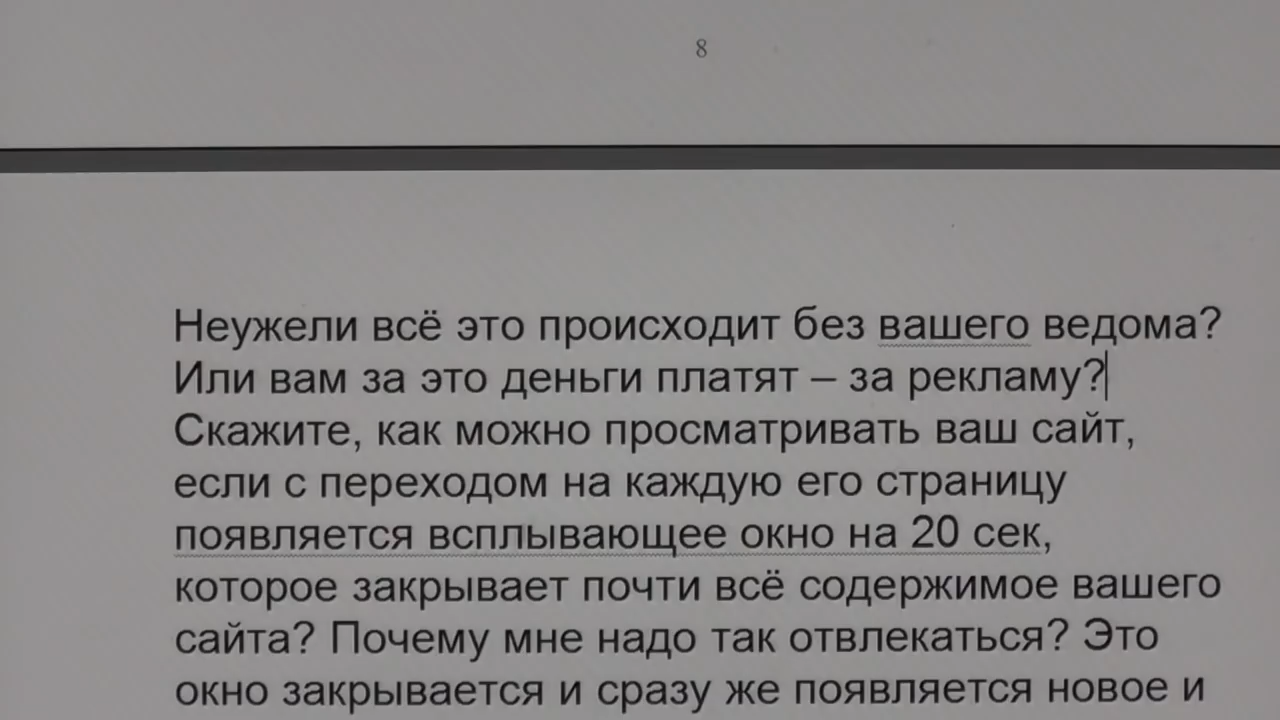 8
Неужели всё это происходит без вашего ведома?
Или вам за это деньги платят – за рекламу?
Скажите, как можно просматривать ваш сайт,
если с переходом на каждую его страницу
появляется всплывающее окно на 20 сек,
которое закрывает почти всё содержимое вашего
сайта? Почему мне надо так отвлекаться? Это
окно закрывается и сразу же появляется новое и